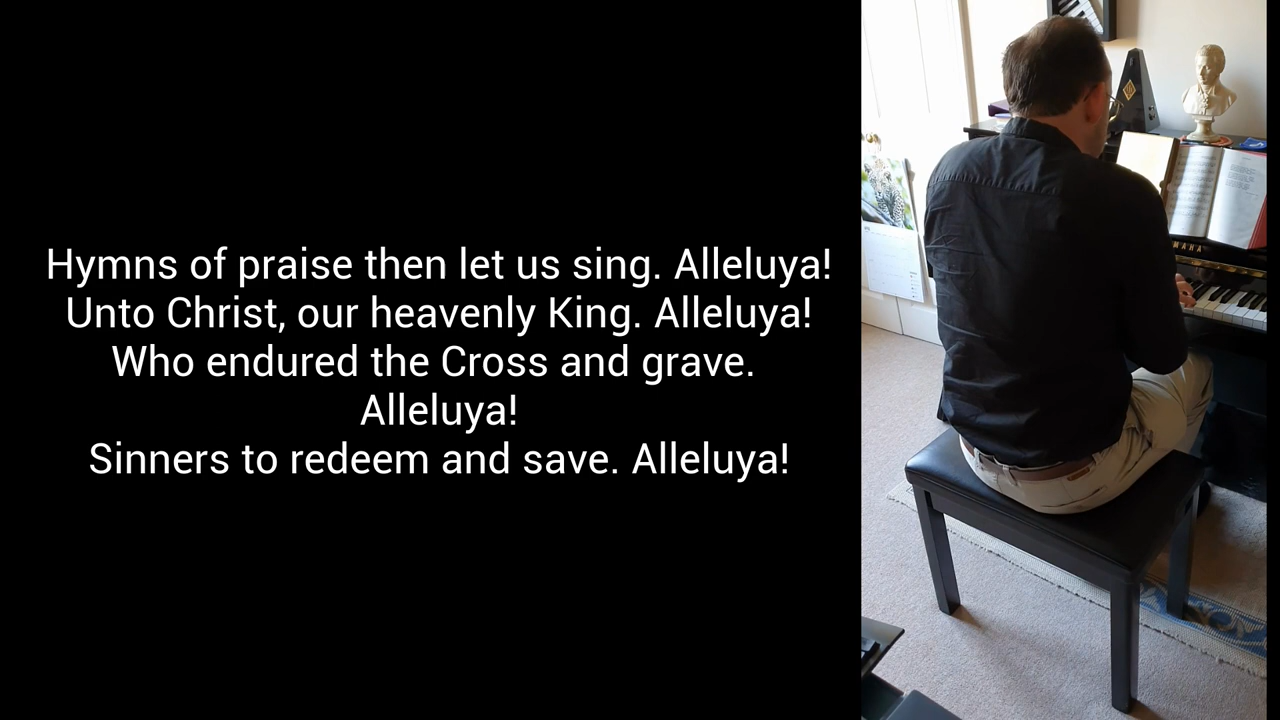 Hymns of praise then let us sing. Alleluya!
Unto Christ, our heavenly King. Alleluya!
Who endured the Cross and grave.
Alleluya!
Sinners to redeem and save. Alleluya!